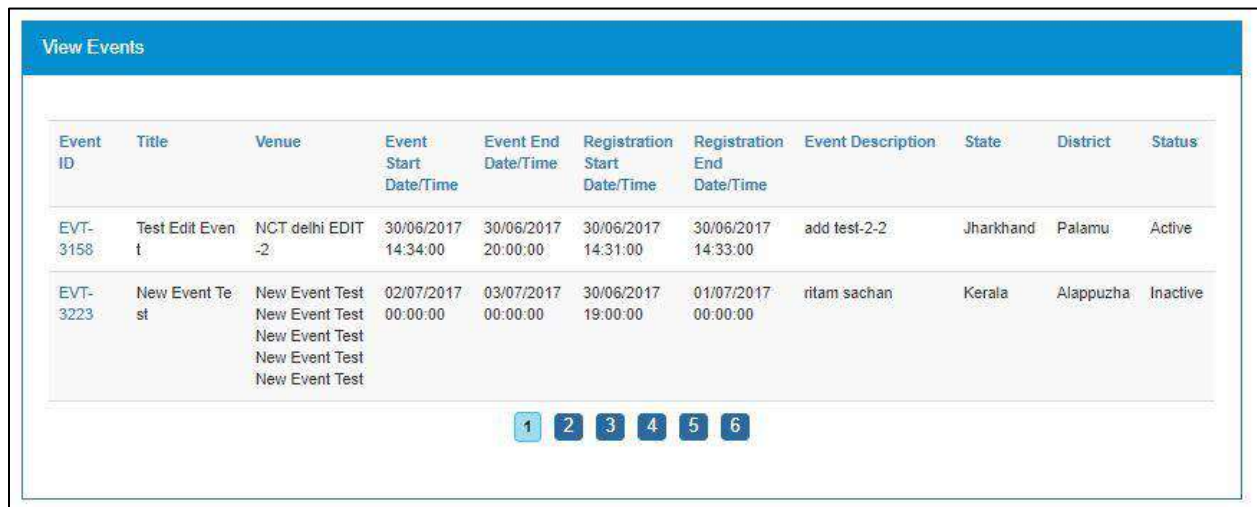 View Events
Event ID Title Venue Event Start Date/Time Event End Date/Time Registration Start Date/Time Registration End Date/Time Event Description State District Status
EVT-3158 Test Edit Event NCT delhi EDIT-2 30/06/2017 14:34:00 30/06/2017 20:00:00 30/06/2017 14:31:00 30/06/2017 14:33:00 add test-2-2 Jharkhand Palamu Active
EVT-3223 New Event Test New Event Test New Event Test New Event Test New Event Test New Event Test 02/07/2017 00:00:00 03/07/2017 00:00:00 30/06/2017 19:00:00 01/07/2017 00:00:00 ritam sachan Kerala Alappuzha Inactive
1 2 3 4 5 6